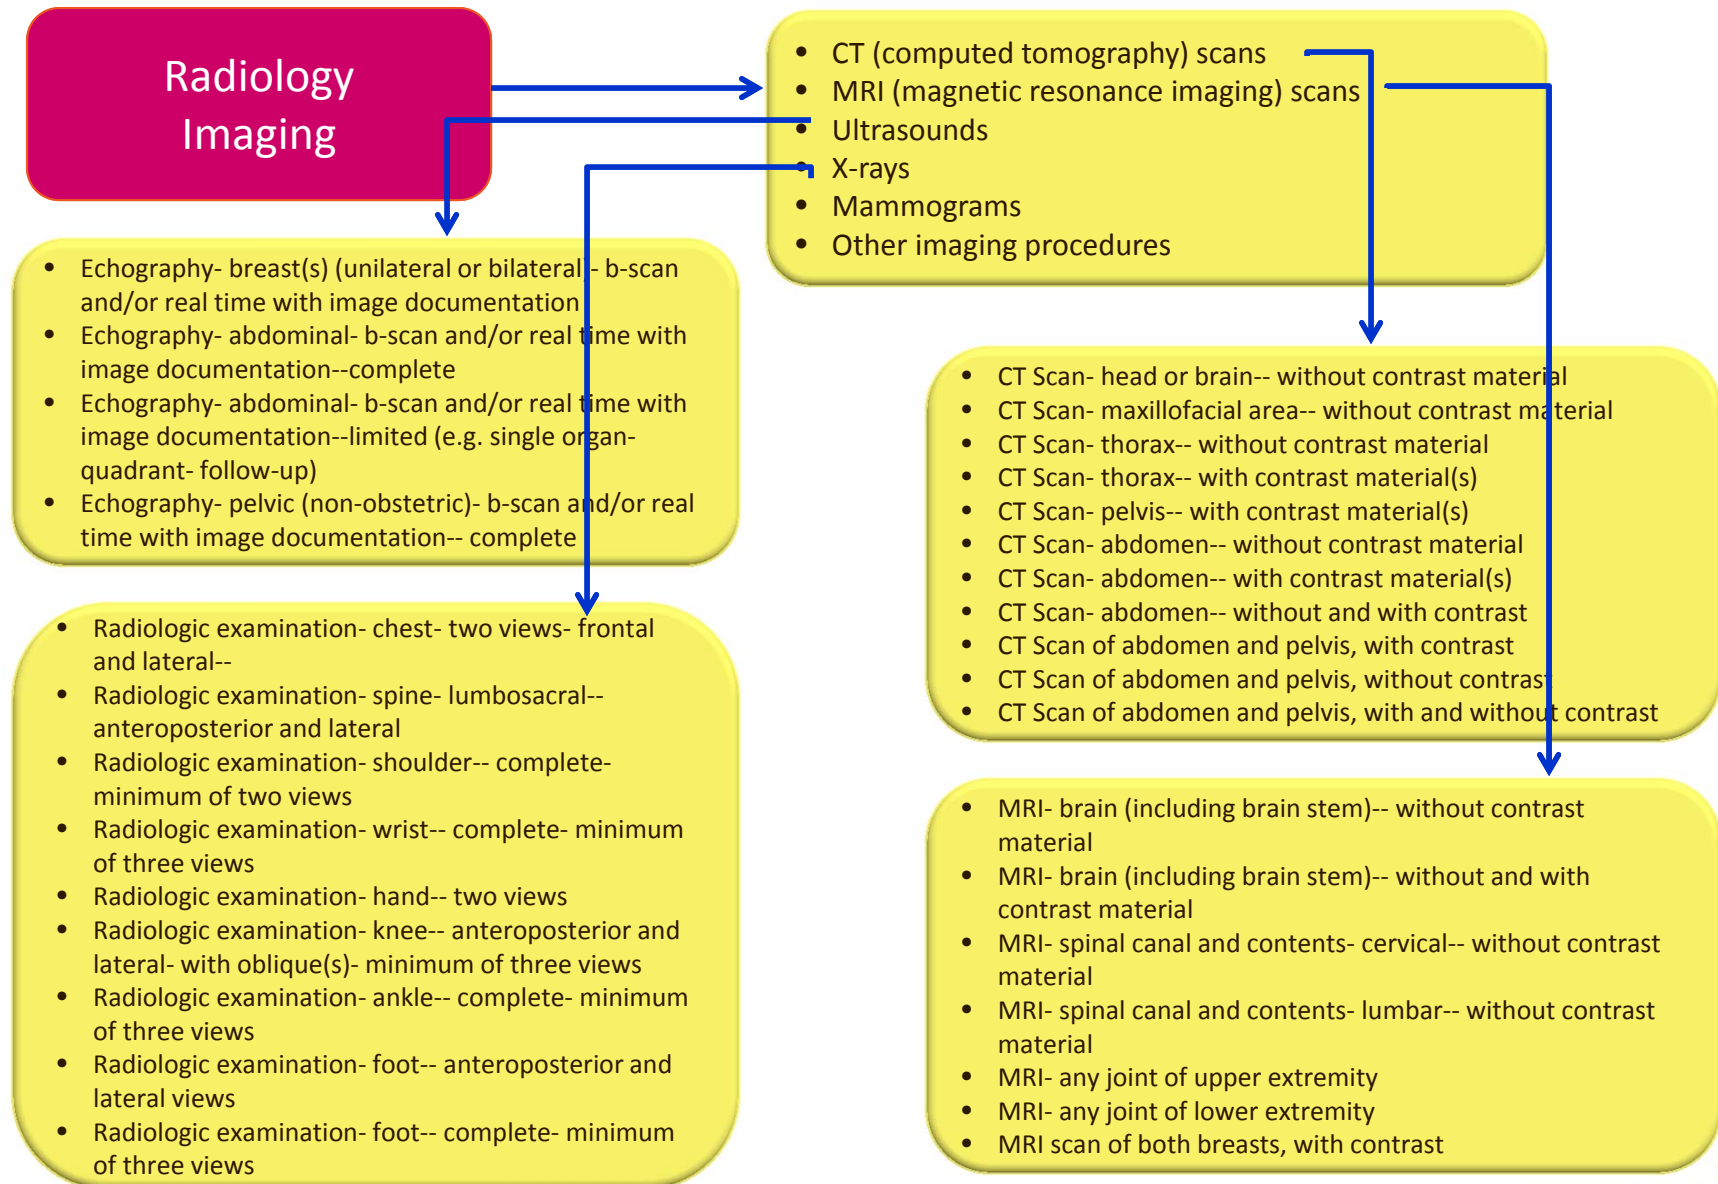 Radiology
Imaging
• CT (computed tomography) scans
• MRI (magnetic resonance imaging) scans
• Ultrasounds
• X-rays
• Mammograms
• Other imaging procedures
• Echography- breast(s) (unilateral or bilateral)- b-scan
and/or real time with image documentation
• Echography- abdominal- b-scan and/or real time with
image documentation--complete
• Echography- abdominal- b-scan and/or real time with
image documentation--limited (e.g. single organ-
quadrant- follow-up)
• Echography- pelvic (non-obstetric)- b-scan and/or real
time with image documentation-- complete
• Radiologic examination- chest- two views- frontal
and lateral--
• Radiologic examination- spine- lumbosacral--
anteroposterior and lateral
• Radiologic examination- shoulder-- complete-
minimum of two views
• Radiologic examination- wrist-- complete- minimum
of three views
• Radiologic examination- hand-- two views
• Radiologic examination- knee-- anteroposterior and
lateral- with oblique(s)- minimum of three views
• Radiologic examination- ankle-- complete- minimum
of three views
• Radiologic examination- foot-- anteroposterior and
lateral views
• Radiologic examination- foot-- complete- minimum
of three views
• CT Scan- head or brain-- without contrast material
• CT Scan- maxillofacial area-- without contrast material
• CT Scan- thorax-- without contrast material
• CT Scan- thorax-- with contrast material(s)
• CT Scan- pelvis-- with contrast material(s)
• CT Scan- abdomen-- without contrast material
• CT Scan- abdomen-- with contrast material(s)
• CT Scan- abdomen-- without and with contrast
• CT Scan of abdomen and pelvis, with contrast
• CT Scan of abdomen and pelvis, without contrast
• CT Scan of abdomen and pelvis, with and without contrast
• MRI- brain (including brain stem)-- without contrast
material
• MRI- brain (including brain stem)-- without and with
contrast material
• MRI- spinal canal and contents- cervical-- without contrast
material
• MRI- spinal canal and contents- lumbar-- without contrast
material
• MRI- any joint of upper extremity
• MRI- any joint of lower extremity
• MRI scan of both breasts, with contrast